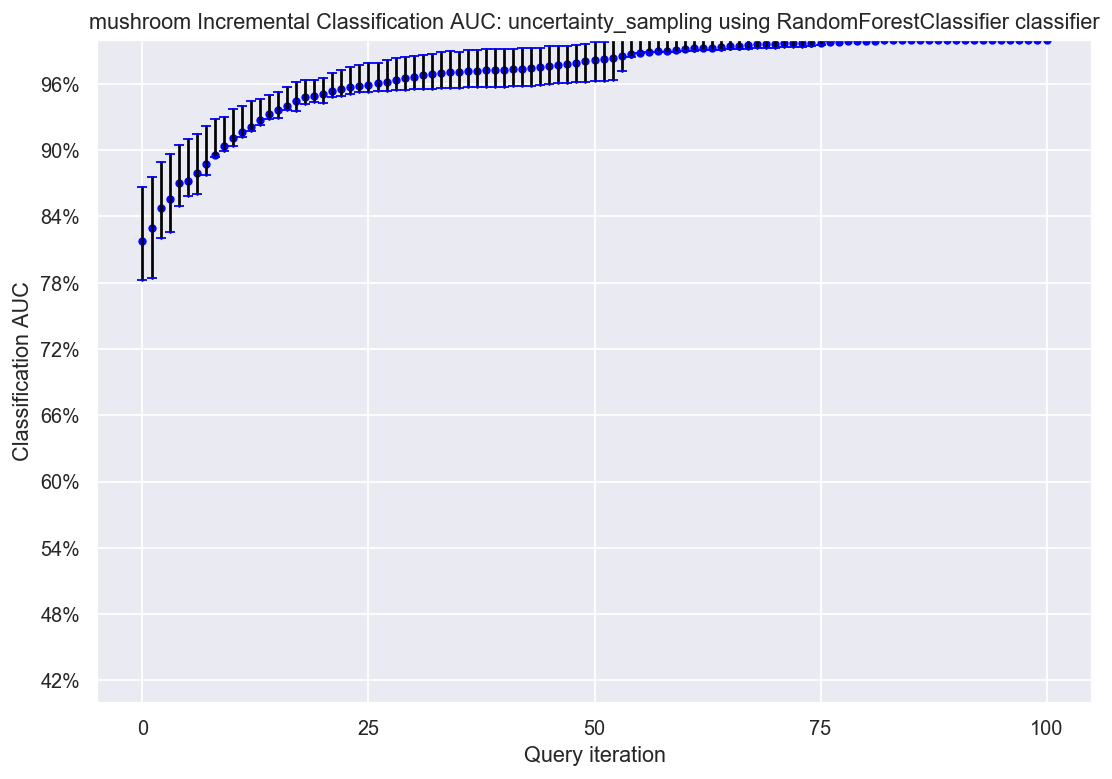 mushroom Incremental Classification AUC: uncertainty_sampling using RandomForestClassifier classifier
96%
90%
84%
78%
72%
66%
60%
54%
48%
42%
Classification AUC
0 25 50 75 100
Query iteration